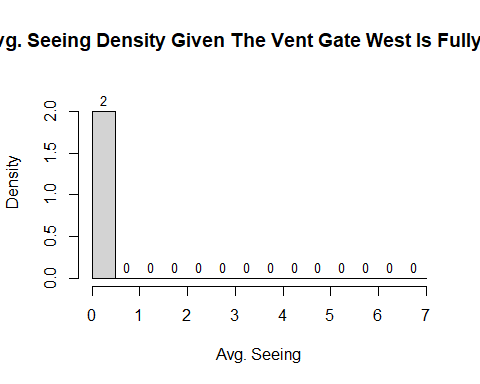 vg. Seeing Density Given The Vent Gate West Is Fully
2
0 0 0 0 0 0 0 0 0 0 0 0 0
Density
0.0 0.5 1.0 1.5 2.0
0 1 2 3 4 5 6 7
Avg. Seeing